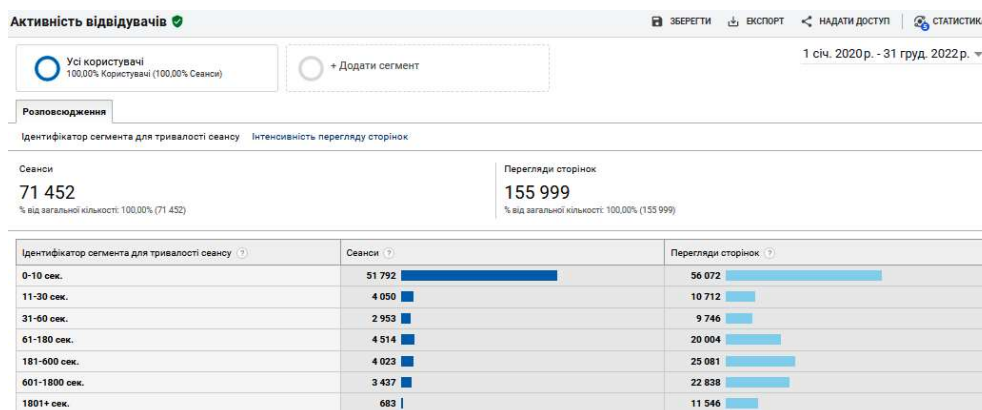 Активність відвідувачів
ЗБЕРЕГТИ ЕКСПОРТ НАДАТИ ДОСТУП СТАТИСТИКА
Усі користувачі
100,00% Користувачі (100,00% Сеанси)
+ Додати сегмент
1 січ. 2020 р. - 31 груд. 2022 р.
Розповсюдження
Ідентифікатор сегмента для тривалості сеансу Інтенсивність перегляду сторінок
Сеанси
71 452
% від загальної кількості: 100,00% (71 452)
Перегляди сторінок
155 999
% від загальної кількості: 100,00% (155 999)
Ідентифікатор сегмента для тривалості сеансу ? Сеанси ? Перегляди сторінок ?
0-10 сек. 51 792 56 072
11-30 сек. 4 050 10 712
31-60 сек. 2 953 9 746
61-180 сек. 4 514 20 004
181-600 сек. 4 023 25 081
601-1800 сек. 3 437 22 838
1801+ сек. 683 11 546